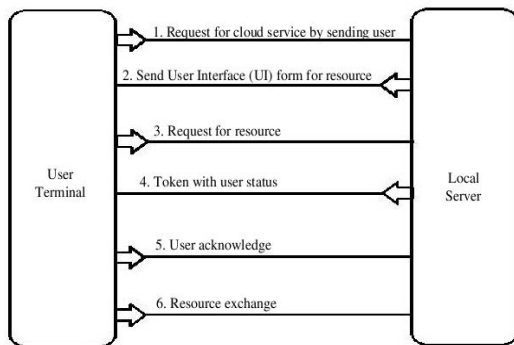 1. Request for cloud service by sending user
2. Send User Interface (UI) form for resource
3. Request for resource
4. Token with user status
5. User acknowledge
6. Resource exchange
User
Terminal
Local
Server